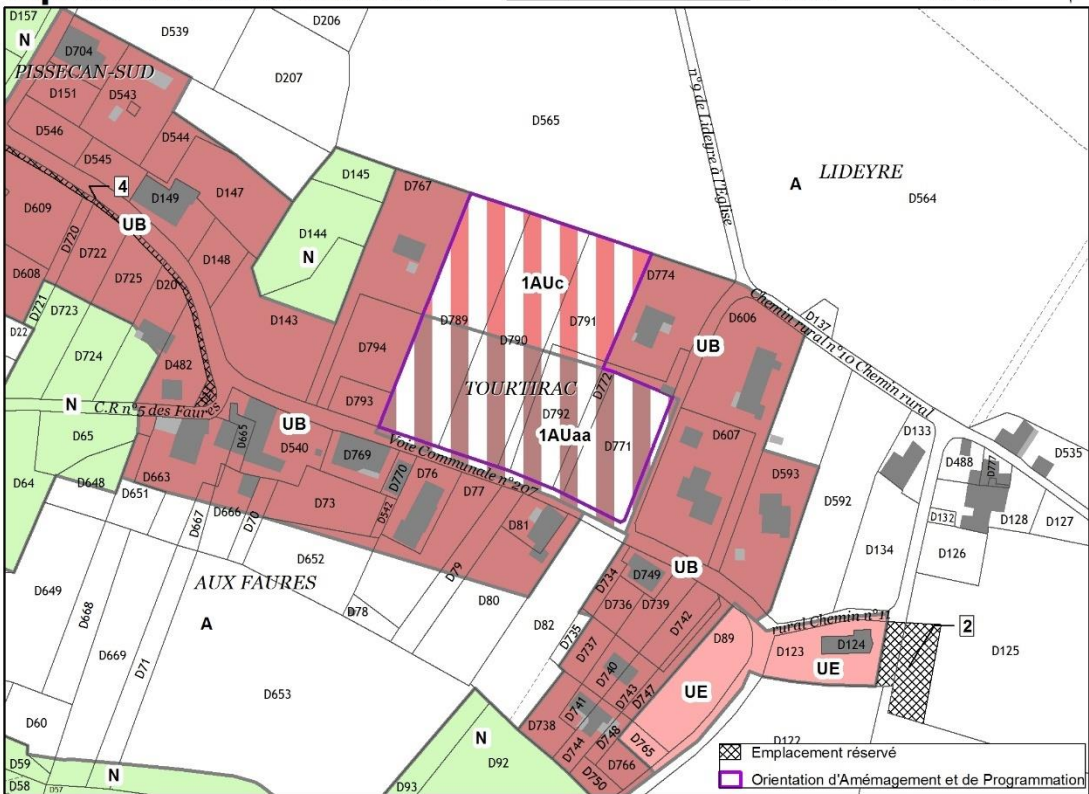 D157
N
D704
PISSECAN-SUD
D151
D543
D546
D545
D544
D539
D206
D207
D565
n°9 de Lideyre à l'Eglise
LIDEYRE
A
D564
4
D149
D147
UB
D609
D720
D722
D725
D20
D148
D145
D144
N
D767
D608
D721
D723
D22
D724
D143
D482
D794
D793
1AUc
D789
D790
D791
TOURTIRAC
D792
D772
1AUaa
D771
D774
D606
UB
D137
Chemin rural n°10 Chemin rural
N
C.R n°5 des Faures
D65
D64
D648
D663
D665
UB
D540
D769
D770
Voie Communale n°207
D76
D77
D542
D73
D81
D79
D651
D667
D666
D70
D607
D593
D592
D133
D134
D488
D777
D535
D132
D128
D127
D126
D649
D668
D669
D71
AUX FAURES
A
D652
D78
D80
D82
D653
D734
D749
UB
D736
D739
D742
D735
D737
D740
D743
D747
D741
D738
D744
D748
D750
D766
D765
D89
UE
rural Chemin n°11
D123
D124
UE
2
D125
D122
D60
D59
D58
D57
N
D93
D92
N
Emplacement réservé
Orientation d'Amémagement et de Programmation